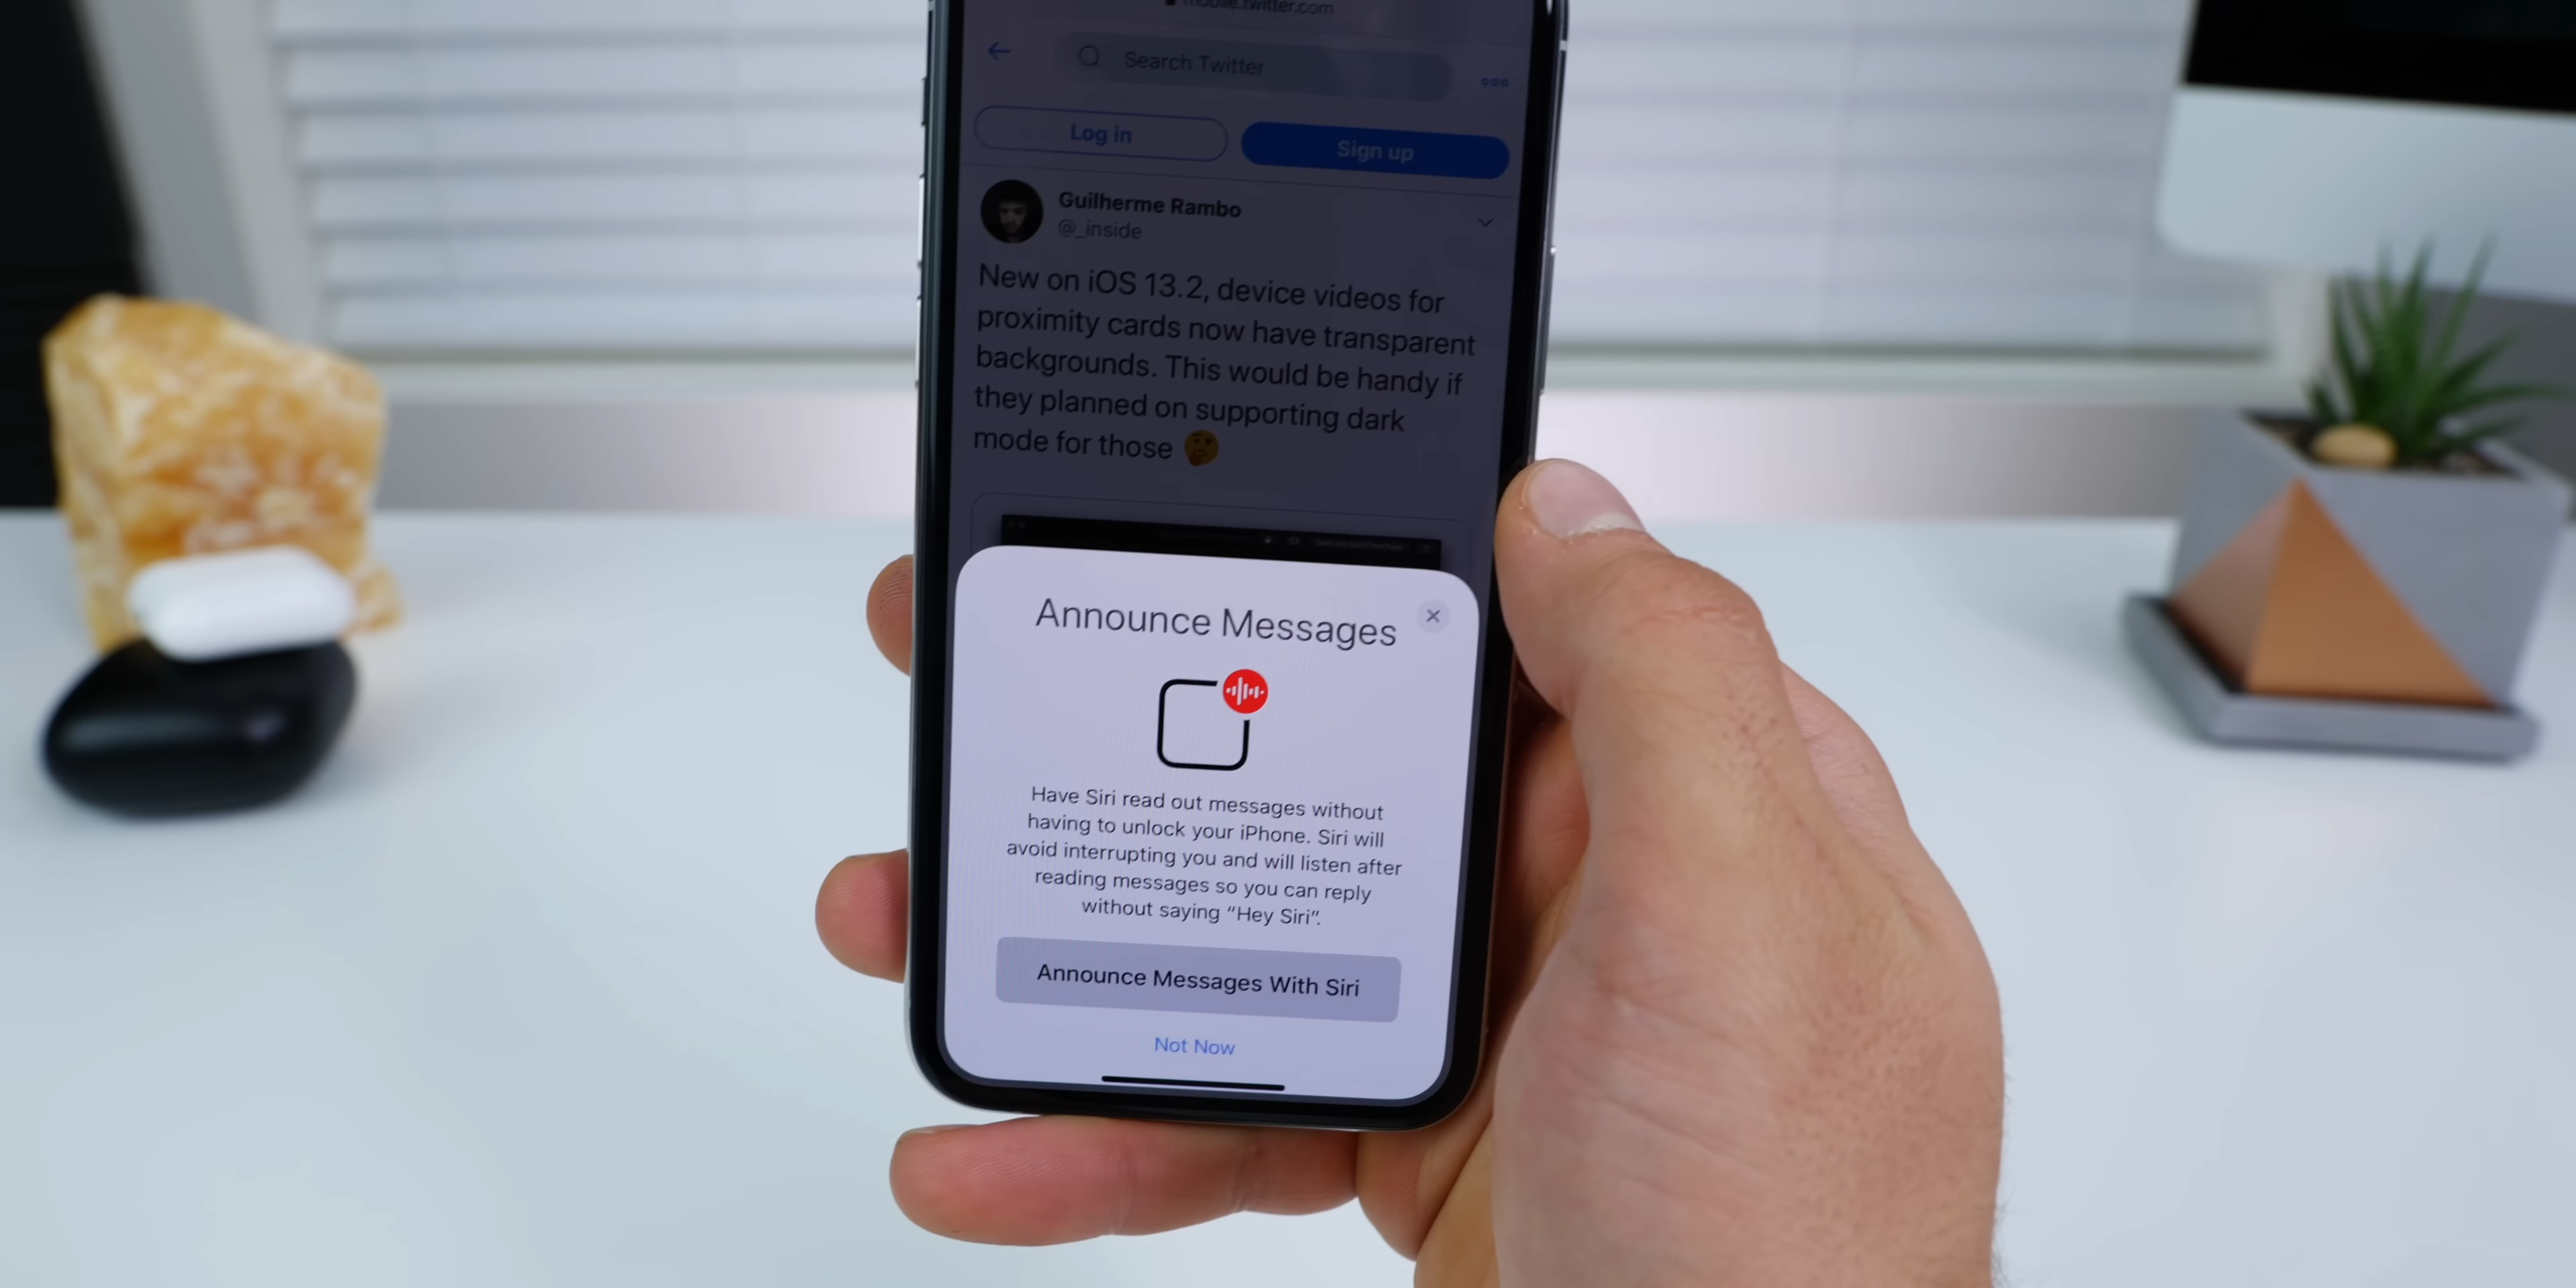 mobile.twitter.com
Search Twitter
Log in
Sign up
Guilherme Rambo
@_inside
New on iOS 13.2, device videos for
proximity cards now have transparent
backgrounds. This would be handy if
they planned on supporting dark
mode for those 🤔
Announce Messages
Have Siri read out messages without
having to unlock your iPhone. Siri will
avoid interrupting you and will listen after
reading messages so you can reply
without saying “Hey Siri”.
Announce Messages With Siri
Not Now